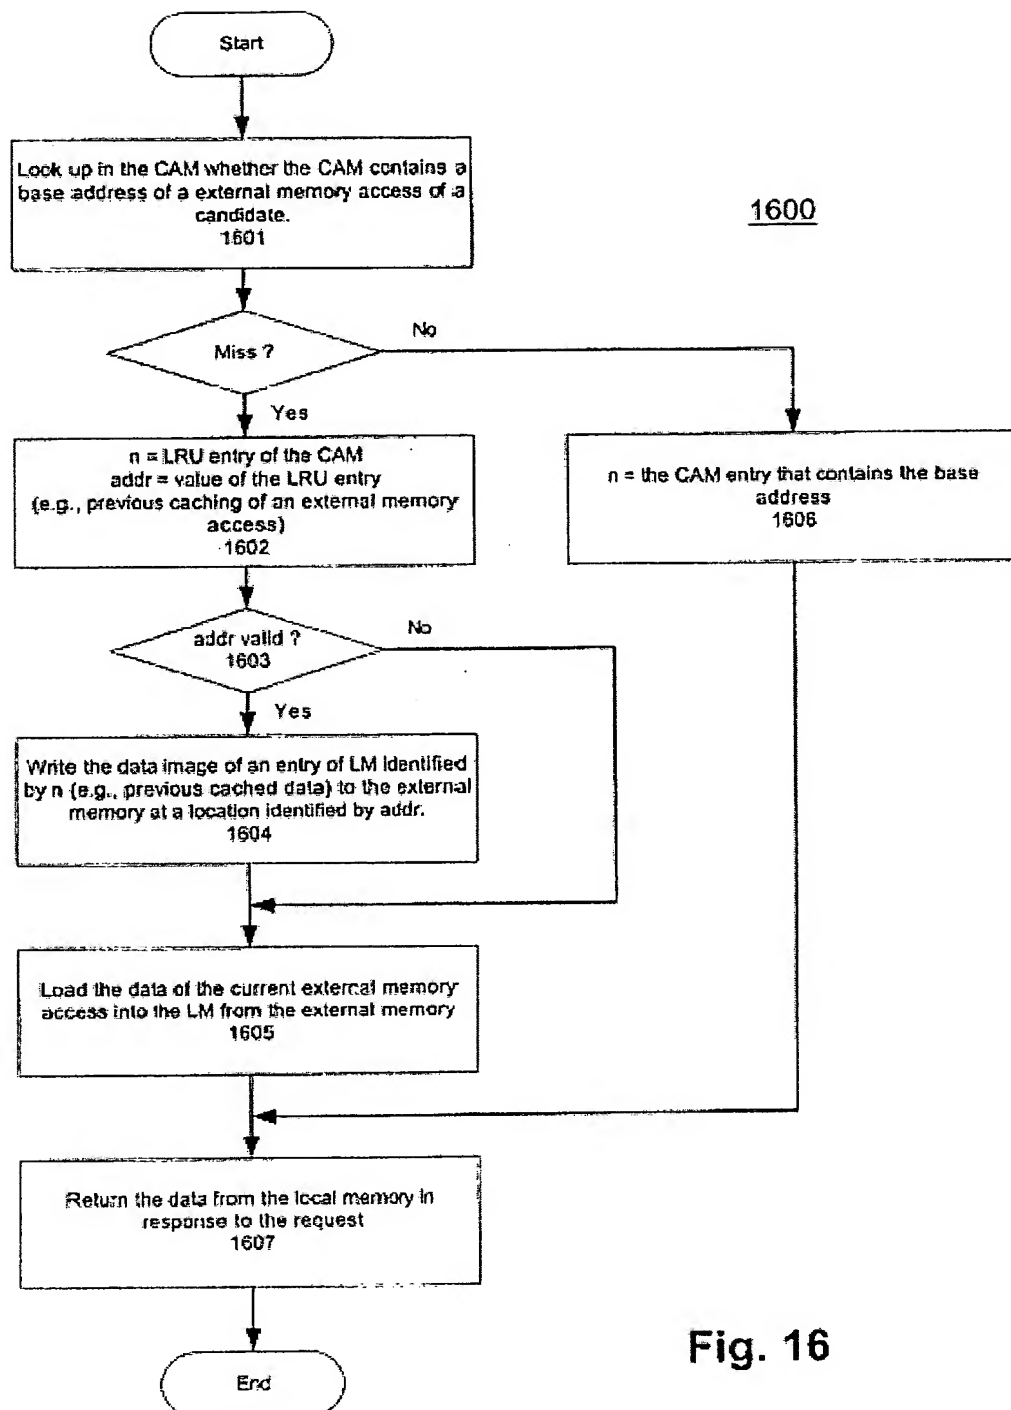 Start
Look up in the CAM whether the CAM contains a
base address of a external memory access of a
candidate.
1601
1600
Miss ?
No
Yes
n = LRU entry of the CAM
addr = value of the LRU entry
(e.g., previous caching of an external memory
access)
1602
n = the CAM entry that contains the base
address
1606
addr valid ?
1603
No
Yes
Write the data image of an entry of LM identified
by n (e.g., previous cached data) to the external
memory at a location identified by addr.
1604
Load the data of the current external memory
access into the LM from the external memory
1605
Return the data from the local memory in
response to the request
1607
End
Fig. 16